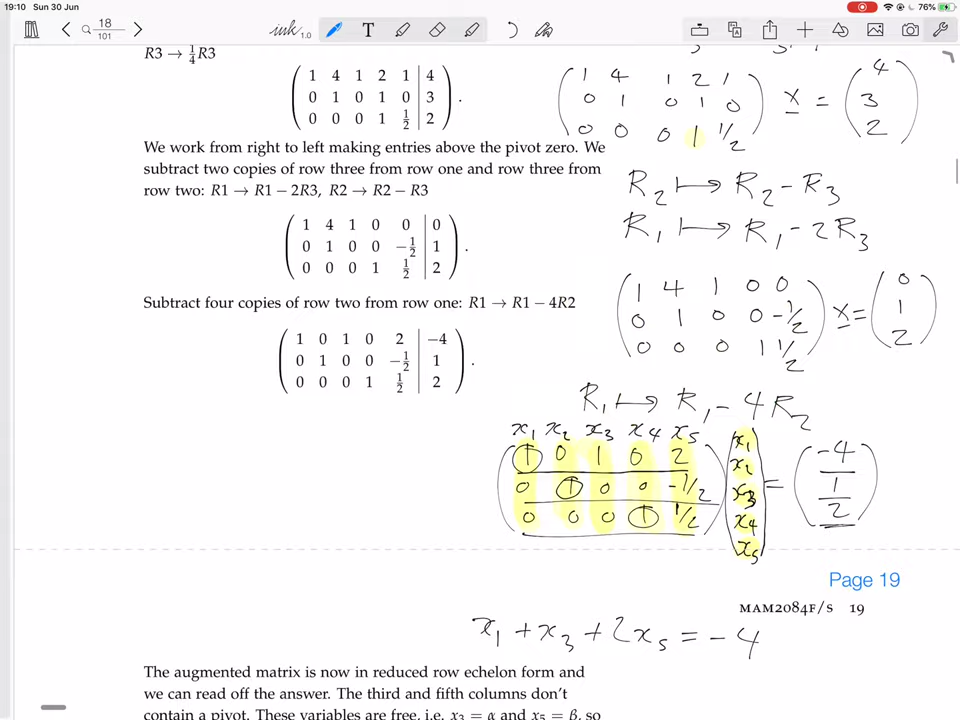 19:10 Sun 30 Jun
76%
18
101
ink 1.0
T
R3 → 1/4 R3
1 4 1 2 1 | 4
0 1 0 1 0 | 3
0 0 0 1 1/2 | 2
.
We work from right to left making entries above the pivot zero. We
subtract two copies of row three from row one and row three from
row two: R1 → R1 − 2R3, R2 → R2 − R3
1 4 1 0 0 | 0
0 1 0 0 −1/2 | 1
0 0 0 1 1/2 | 2
.
Subtract four copies of row two from row one: R1 → R1 − 4R2
1 0 1 0 2 | −4
0 1 0 0 −1/2 | 1
0 0 0 1 1/2 | 2
.
1 4 1 2 1
0 1 0 1 0
0 0 0 1 1/2
x =
4
3
2
R2 ↦ R2 − R3
R1 ↦ R1 − 2R3
1 4 1 0 0
0 1 0 0 −1/2
0 0 0 1 1/2
x =
0
1
2
R1 ↦ R1 − 4R2
x1 x2 x3 x4 x5
1 0 1 0 2
0 1 0 0 −1/2
0 0 0 1 1/2
x1
x2
x3
x4
x5
=
−4
1
2
Page 19
MAM2084F/S 19
x1 + x3 + 2x5 = −4
The augmented matrix is now in reduced row echelon form and
we can read off the answer. The third and fifth columns don't
contain a pivot. These variables are free, i.e. x3 = α and x5 = β, so